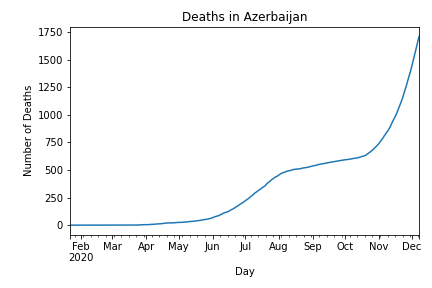 Deaths in Azerbaijan
1750
1500
1250
1000
750
500
250
0
Number of Deaths
Feb Mar Apr May Jun Jul Aug Sep Oct Nov Dec
2020
Day